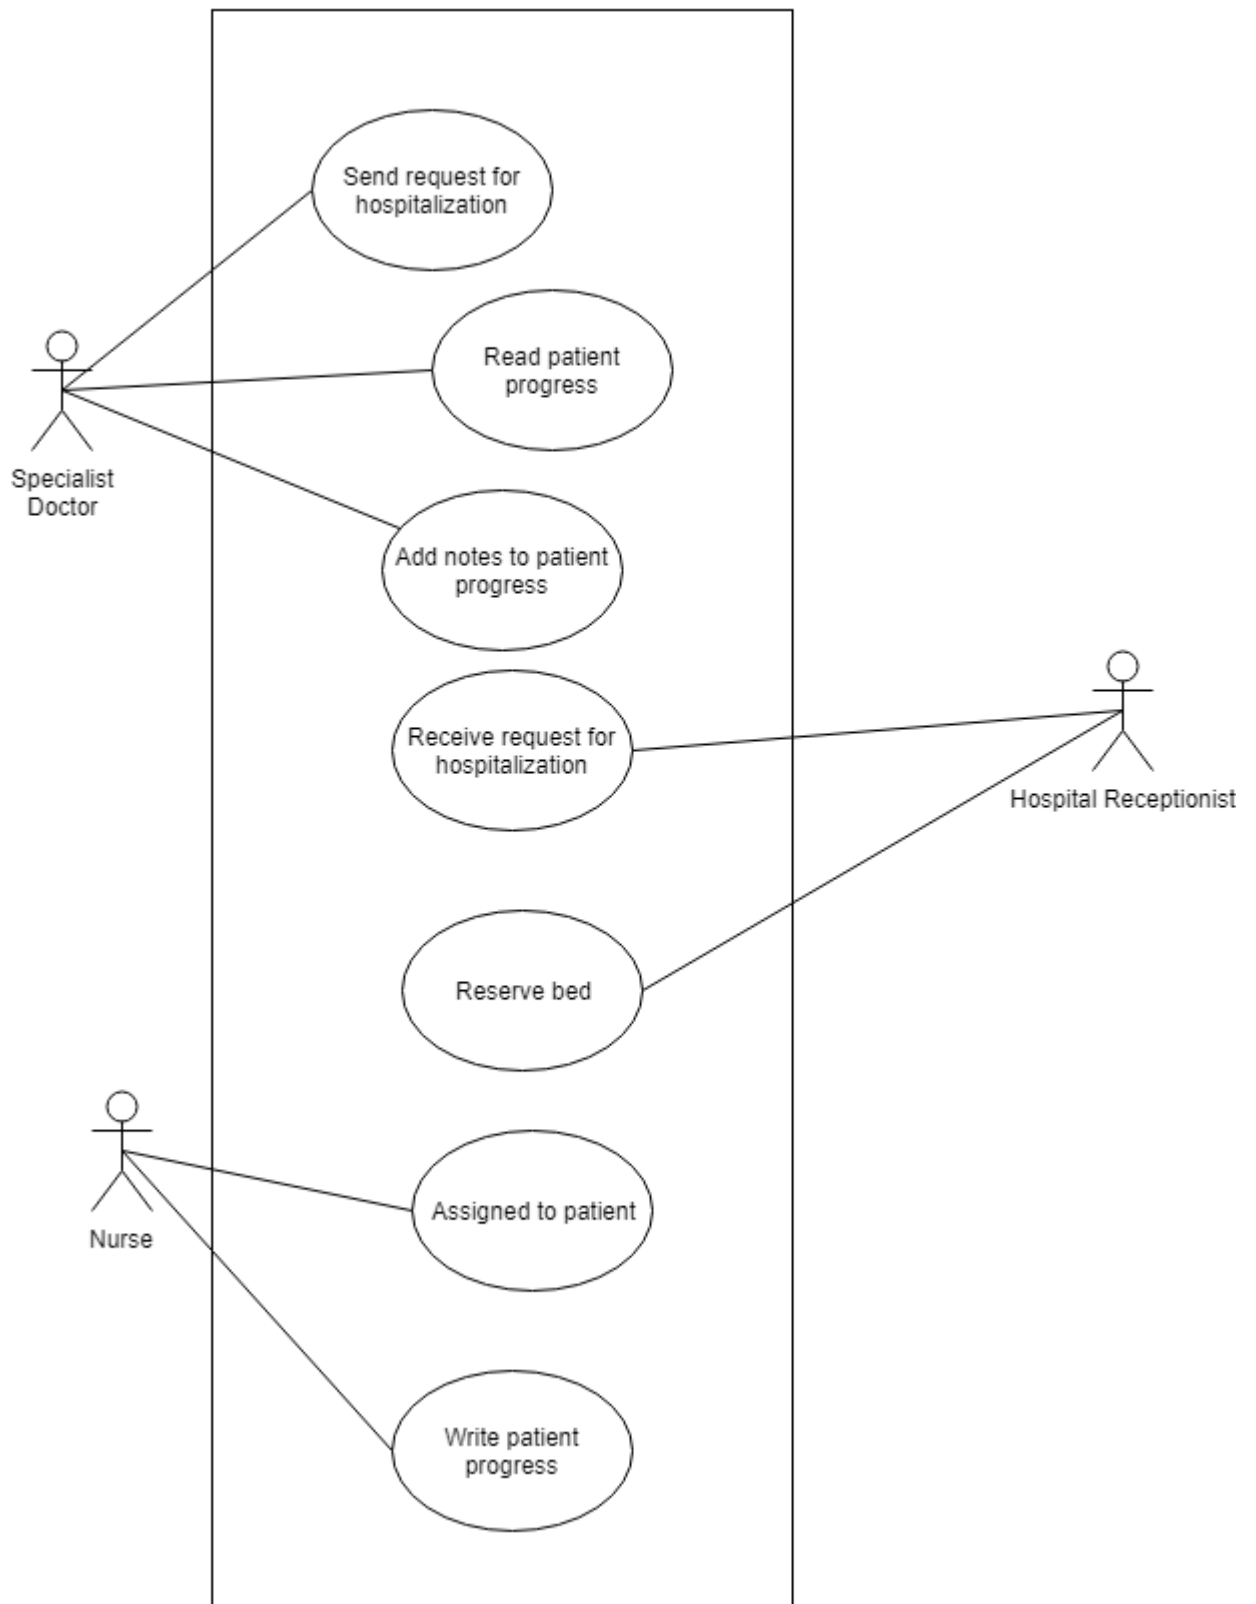 Send request for
hospitalization
Read patient
progress
Specialist
Doctor
Add notes to patient
progress
Receive request for
hospitalization
Hospital Receptionist
Reserve bed
Assigned to patient
Nurse
Write patient
progress